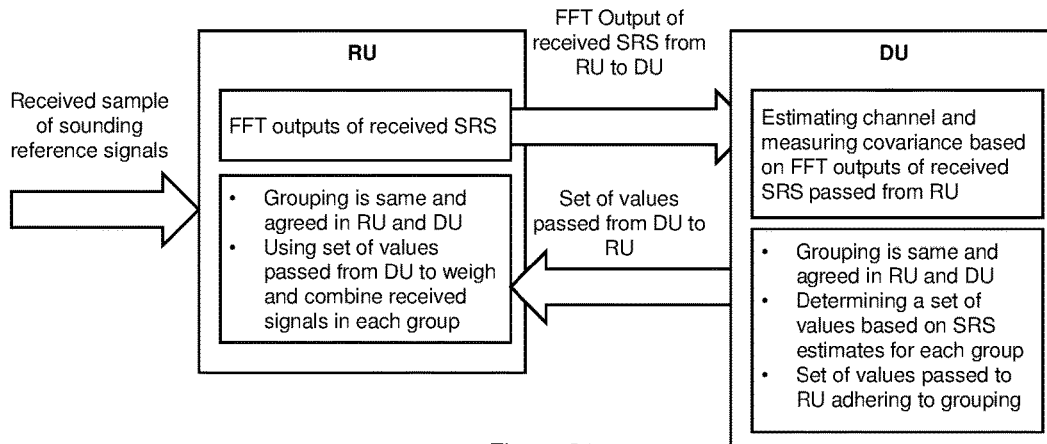 Received sample
of sounding
reference signals
RU
FFT outputs of received SRS
• Grouping is same and
agreed in RU and DU
• Using set of values
passed from DU to weigh
and combine received
signals in each group
FFT Output of
received SRS from
RU to DU
Set of values
passed from DU to
RU
DU
Estimating channel and
measuring covariance based
on FFT outputs of received
SRS passed from RU
• Grouping is same and
agreed in RU and DU
• Determining a set of
values based on SRS
estimates for each group
• Set of values passed to
RU adhering to grouping